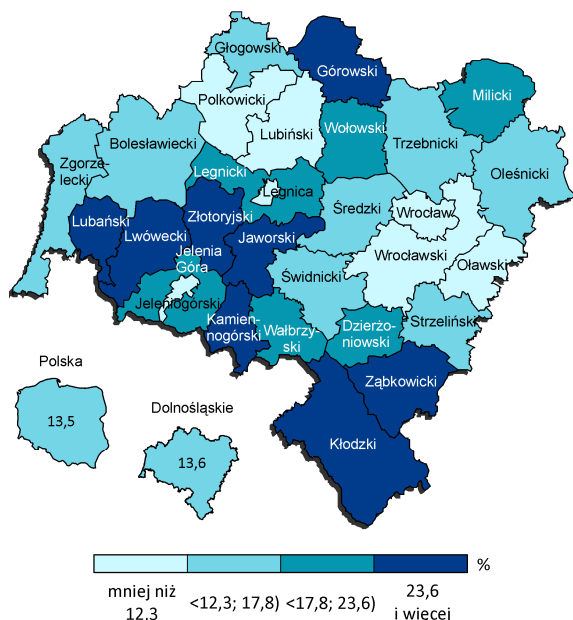 Głogowski
Górowski
Milicki
Polkowicki
Lubiński
Wołowski
Trzebnicki
Bolesławiecki
Zgorze-
lecki
Legnicki
Legnica
Oleśnicki
Średzki
Wrocław
Lubański
Lwówecki
Złotoryjski
Jaworski
Jelenia
Góra
Wrocławski
Oławski
Świdnicki
Jeleniogórski
Kamien-
nogórski
Wałbrzy-
ski
Dzierżo-
niowski
Strzeliński
Ząbkowicki
Kłodzki
Polska
13,5
Dolnośląskie
13,6
%
mniej niż
12,3
<12,3; 17,8)
<17,8; 23,6)
23,6
i więcej